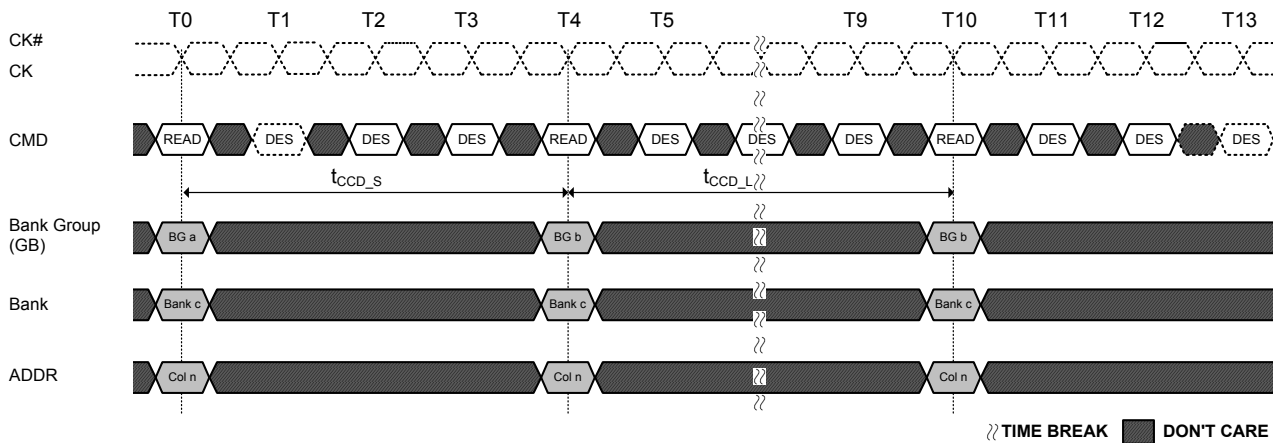 T0 T1 T2 T3 T4 T5 T9 T10 T11 T12 T13
CK#
CK
CMD READ DES DES DES READ DES DES DES READ DES DES DES
tCCD_S tCCD_L
Bank Group
(GB)
BG a BG b BG b
Bank Bank c Bank c Bank c
ADDR Col n Col n Col n
TIME BREAK DON'T CARE